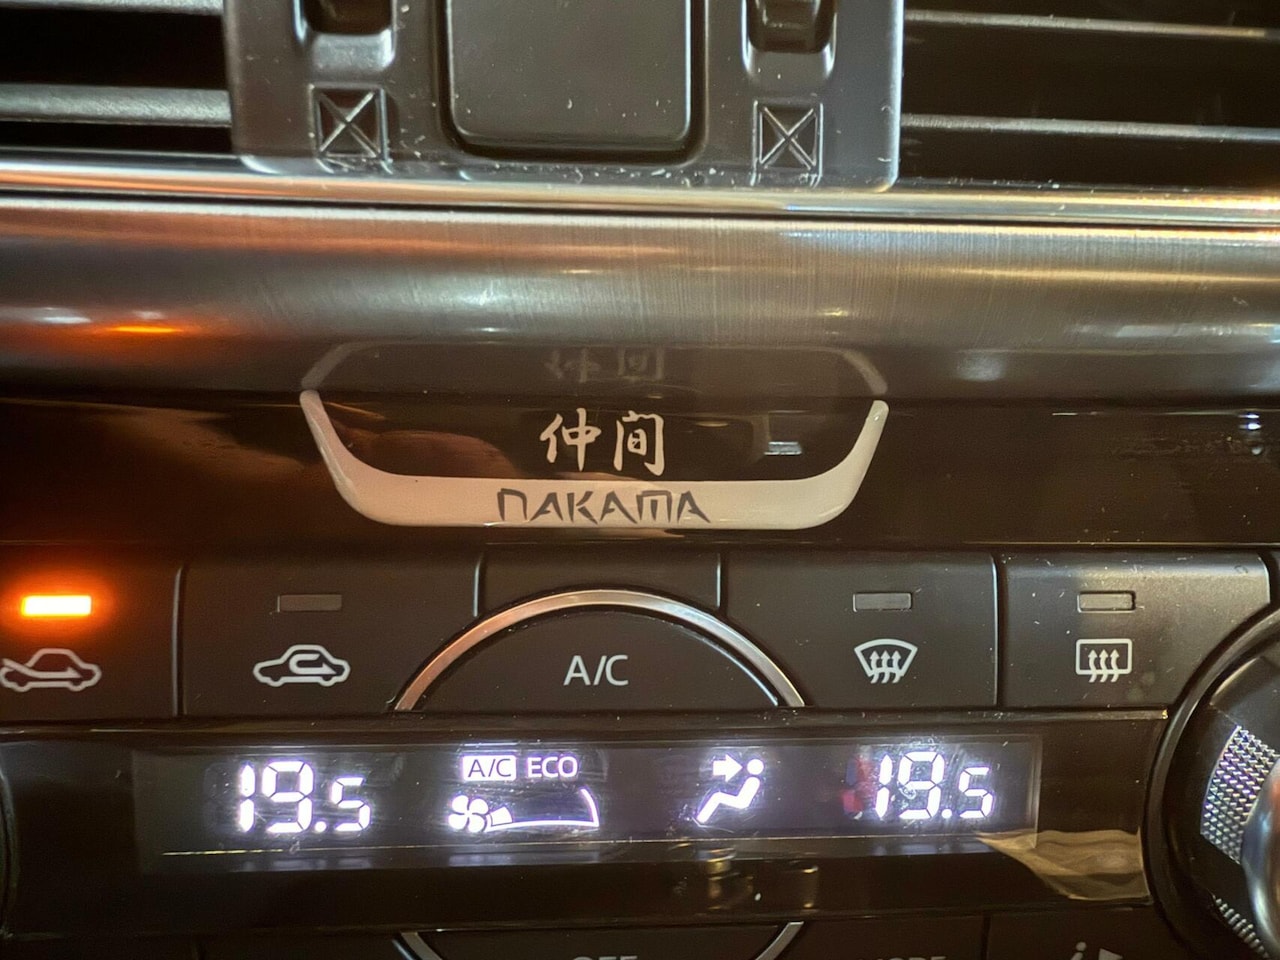 仲间
NAKAMA
A/C
19.5
A/C ECO
19.5